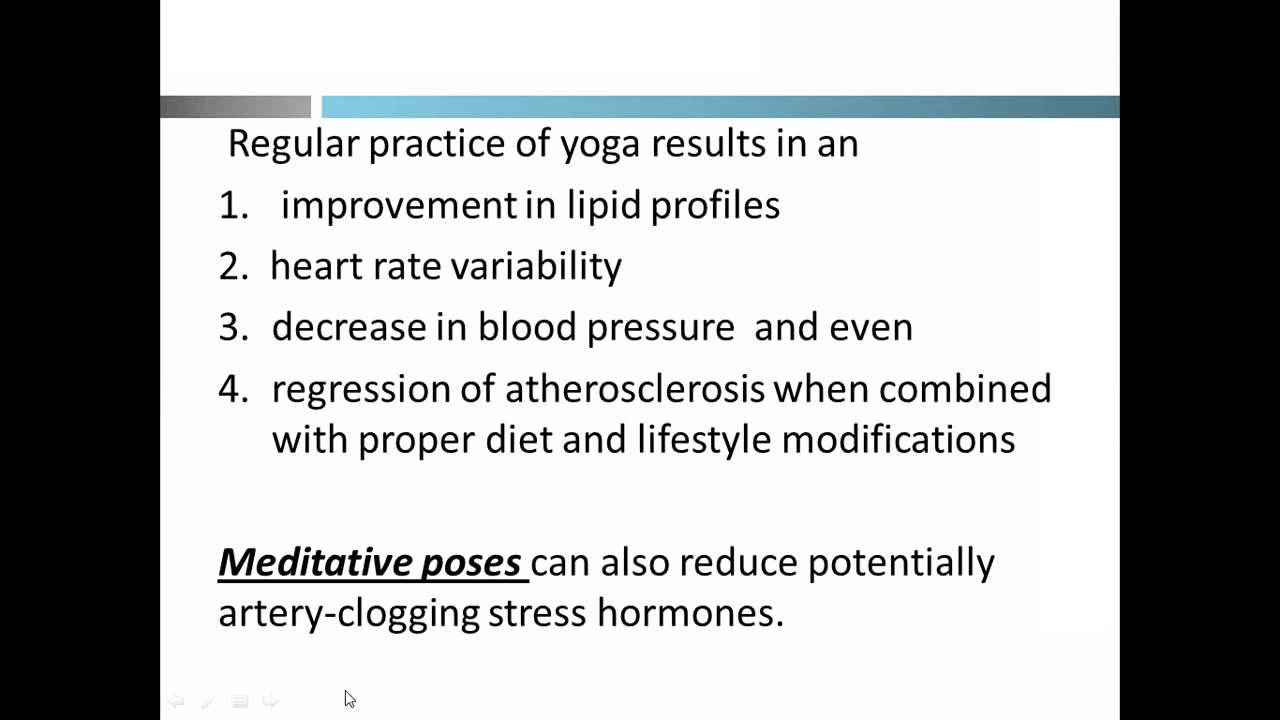 Regular practice of yoga results in an
1. improvement in lipid profiles
2. heart rate variability
3. decrease in blood pressure and even
4. regression of atherosclerosis when combined
with proper diet and lifestyle modifications
Meditative poses can also reduce potentially
artery-clogging stress hormones.